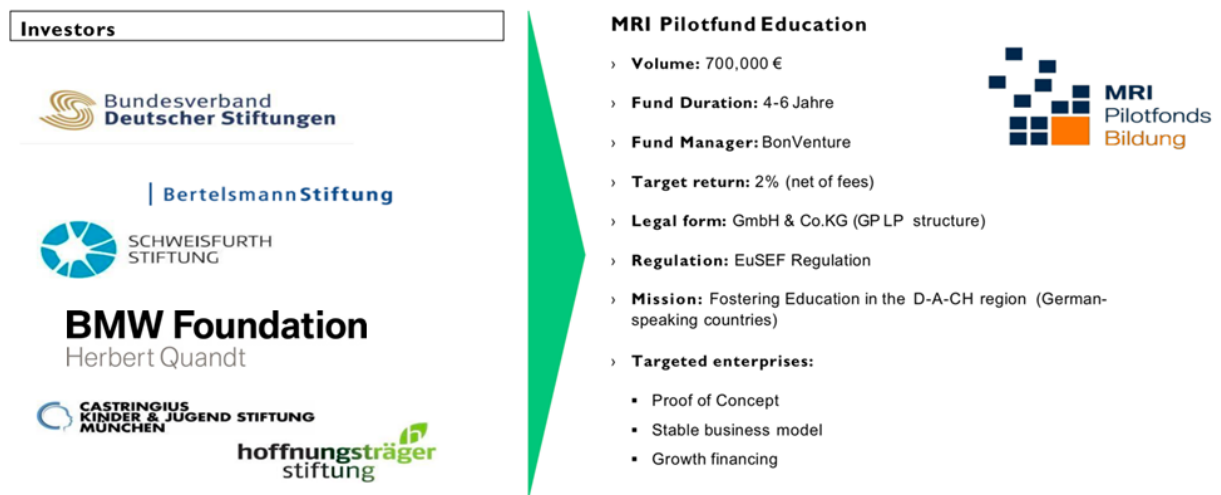 Investors
Bundesverband
Deutscher Stiftungen
BertelsmannStiftung
SCHWEISFURTH
STIFTUNG
BMW Foundation
Herbert Quandt
CASTRINGIUS
KINDER & JUGEND STIFTUNG
MÜNCHEN
hoffnungsträger
stiftung
MRI Pilotfund Education
› Volume: 700,000 €
› Fund Duration: 4-6 Jahre
› Fund Manager: BonVenture
› Target return: 2% (net of fees)
› Legal form: GmbH & Co.KG (GP LP structure)
› Regulation: EuSEF Regulation
› Mission: Fostering Education in the D-A-CH region (German-
speaking countries)
› Targeted enterprises:
▪ Proof of Concept
▪ Stable business model
▪ Growth financing
MRI
Pilotfonds
Bildung